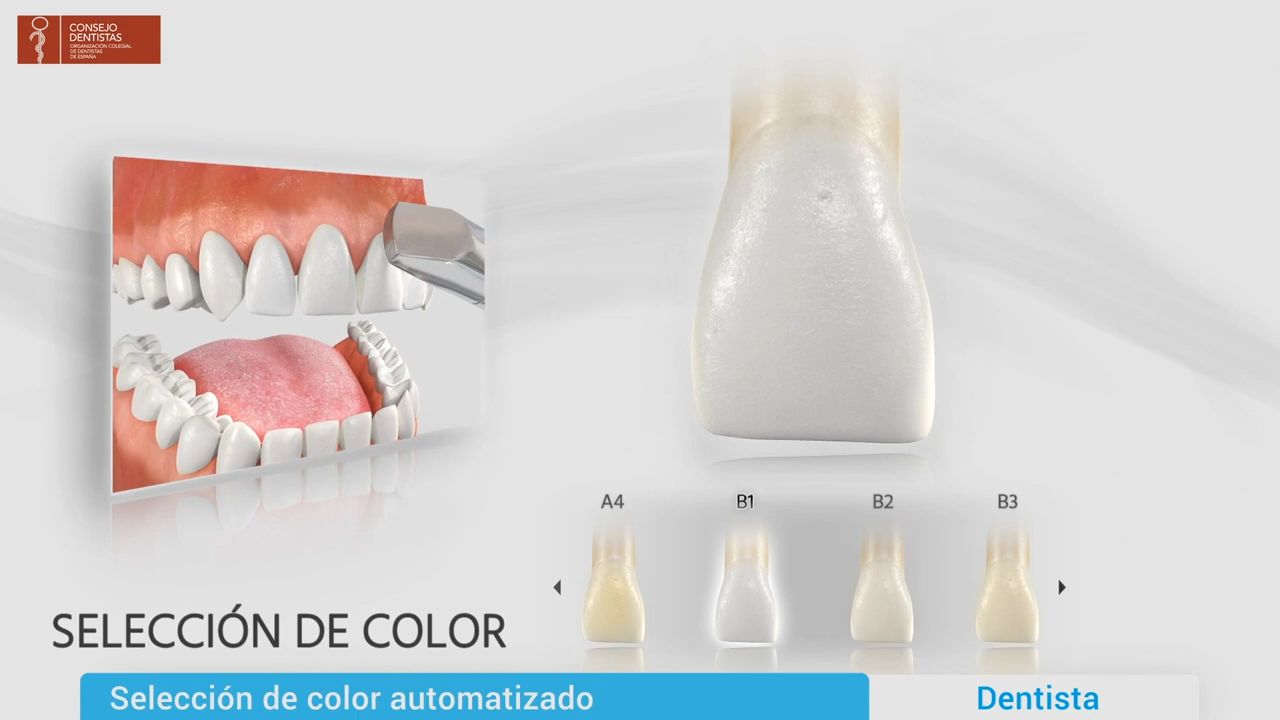 CONSEJO
DENTISTAS
ORGANIZACIÓN COLEGIAL
DE DENTISTAS
DE ESPAÑA
A4 B1 B2 B3
SELECCIÓN DE COLOR
Selección de color automatizado
Dentista